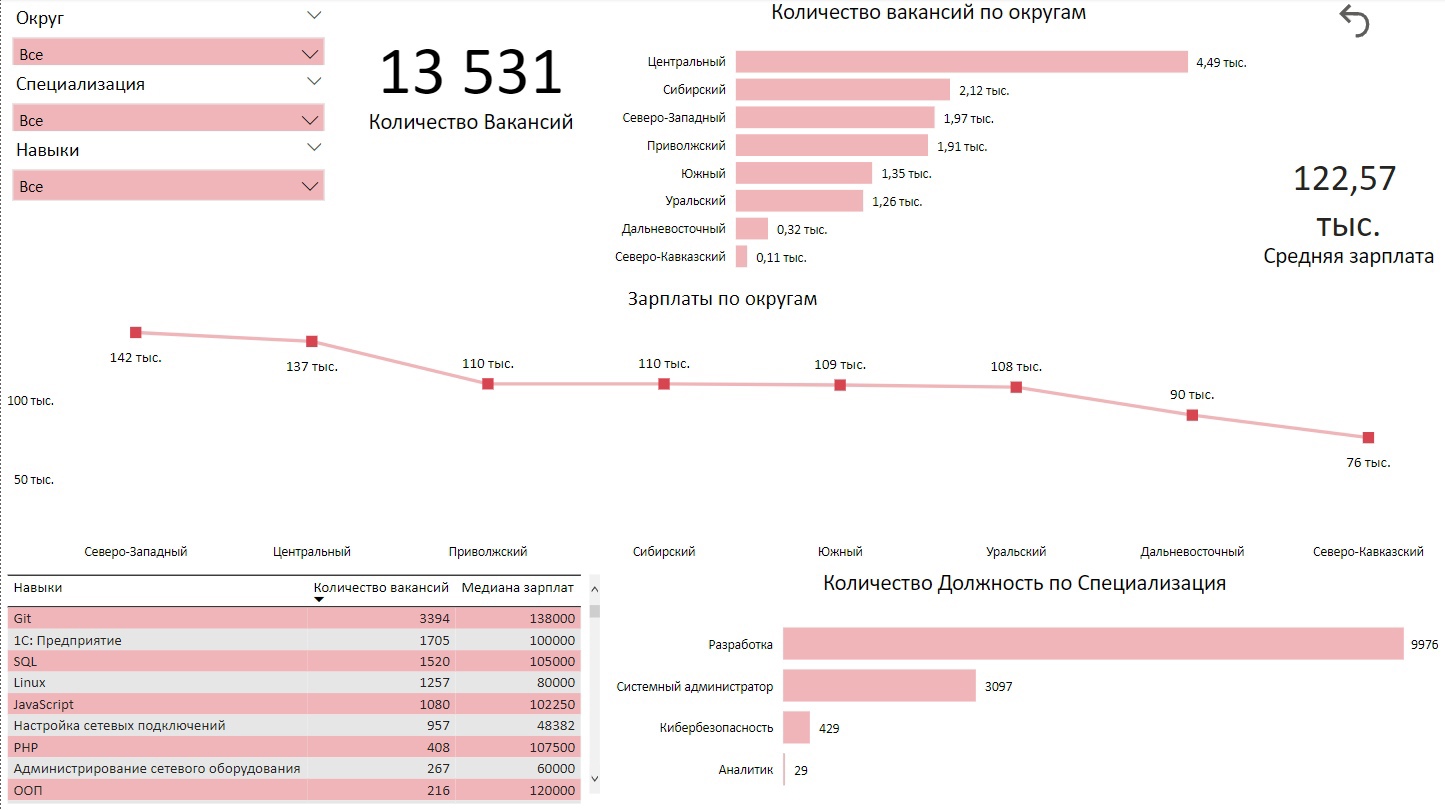 Округ
Все
Специализация
Все
Навыки
Все
13 531
Количество Вакансий
Количество вакансий по округам
Центральный 4,49 тыс.
Сибирский 2,12 тыс.
Северо-Западный 1,97 тыс.
Приволжский 1,91 тыс.
Южный 1,35 тыс.
Уральский 1,26 тыс.
Дальневосточный 0,32 тыс.
Северо-Кавказский 0,11 тыс.
122,57
тыс.
Средняя зарплата
Зарплаты по округам
142 тыс. 137 тыс. 110 тыс. 110 тыс. 109 тыс. 108 тыс. 90 тыс. 76 тыс.
100 тыс.
50 тыс.
Северо-Западный Центральный Приволжский Сибирский Южный Уральский Дальневосточный Северо-Кавказский
Навыки Количество вакансий Медиана зарплат
Git 3394 138000
1С: Предприятие 1705 100000
SQL 1520 105000
Linux 1257 80000
JavaScript 1080 102250
Настройка сетевых подключений 957 48382
PHP 408 107500
Администрирование сетевого оборудования 267 60000
ООП 216 120000
Количество Должность по Специализация
Разработка 9976
Системный администратор 3097
Кибербезопасность 429
Аналитик 29